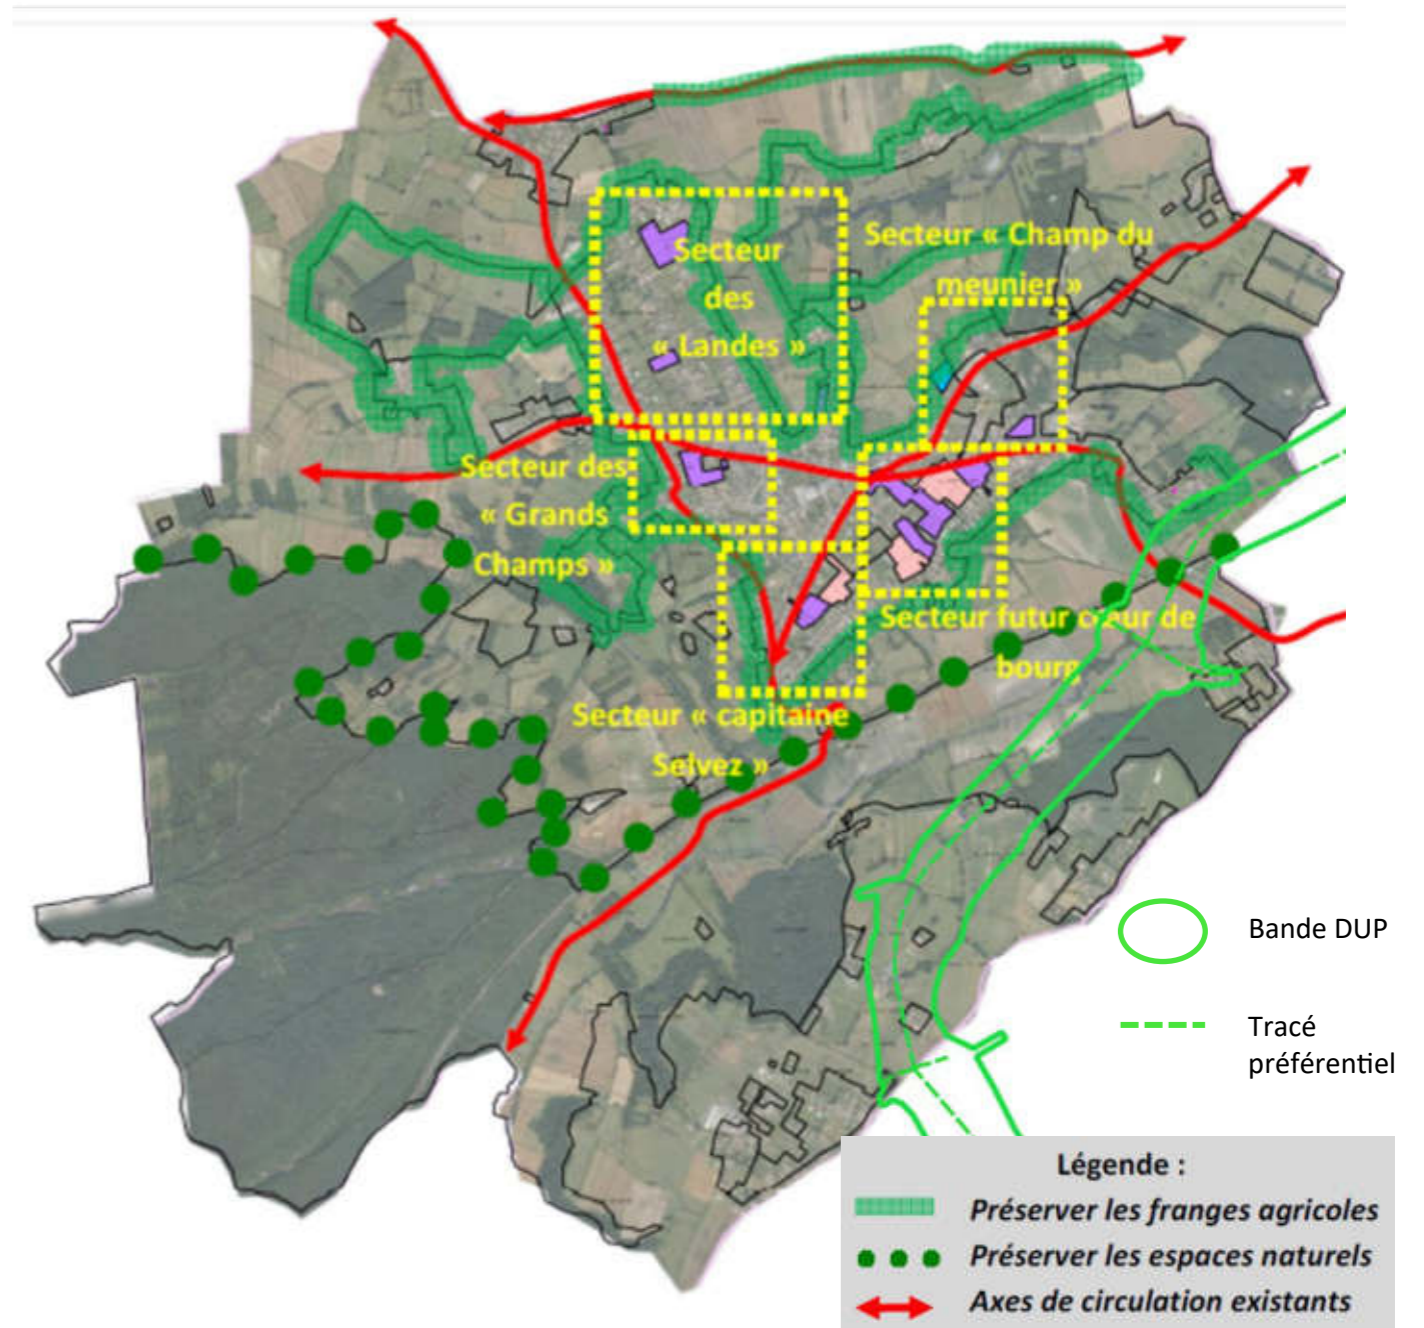 Secteur
des
« Landes »
Secteur « Champ du
meunier »
Secteur des
« Grands
Champs »
Secteur futur cœur de
bourg
Secteur « capitaine
Selvez »
Bande DUP
Tracé
préférentiel
Légende :
Préserver les franges agricoles
Préserver les espaces naturels
Axes de circulation existants